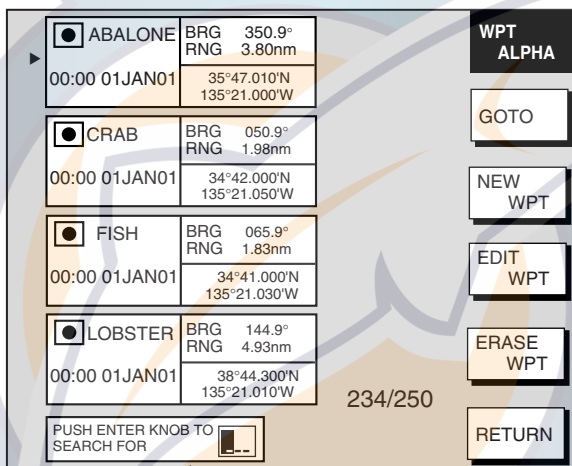 ABALONE
00:00 01JAN01
BRG 350.9°
RNG 3.80nm
35°47.010'N
135°21.000'W
CRAB
00:00 01JAN01
BRG 050.9°
RNG 1.98nm
34°42.000'N
135°21.050'W
FISH
00:00 01JAN01
BRG 065.9°
RNG 1.83nm
34°41.000'N
135°21.030'W
LOBSTER
00:00 01JAN01
BRG 144.9°
RNG 4.93nm
38°44.300'N
135°21.010'W
PUSH ENTER KNOB TO
SEARCH FOR
_ _
234/250
WPT
ALPHA
GOTO
NEW
WPT
EDIT
WPT
ERASE
WPT
RETURN